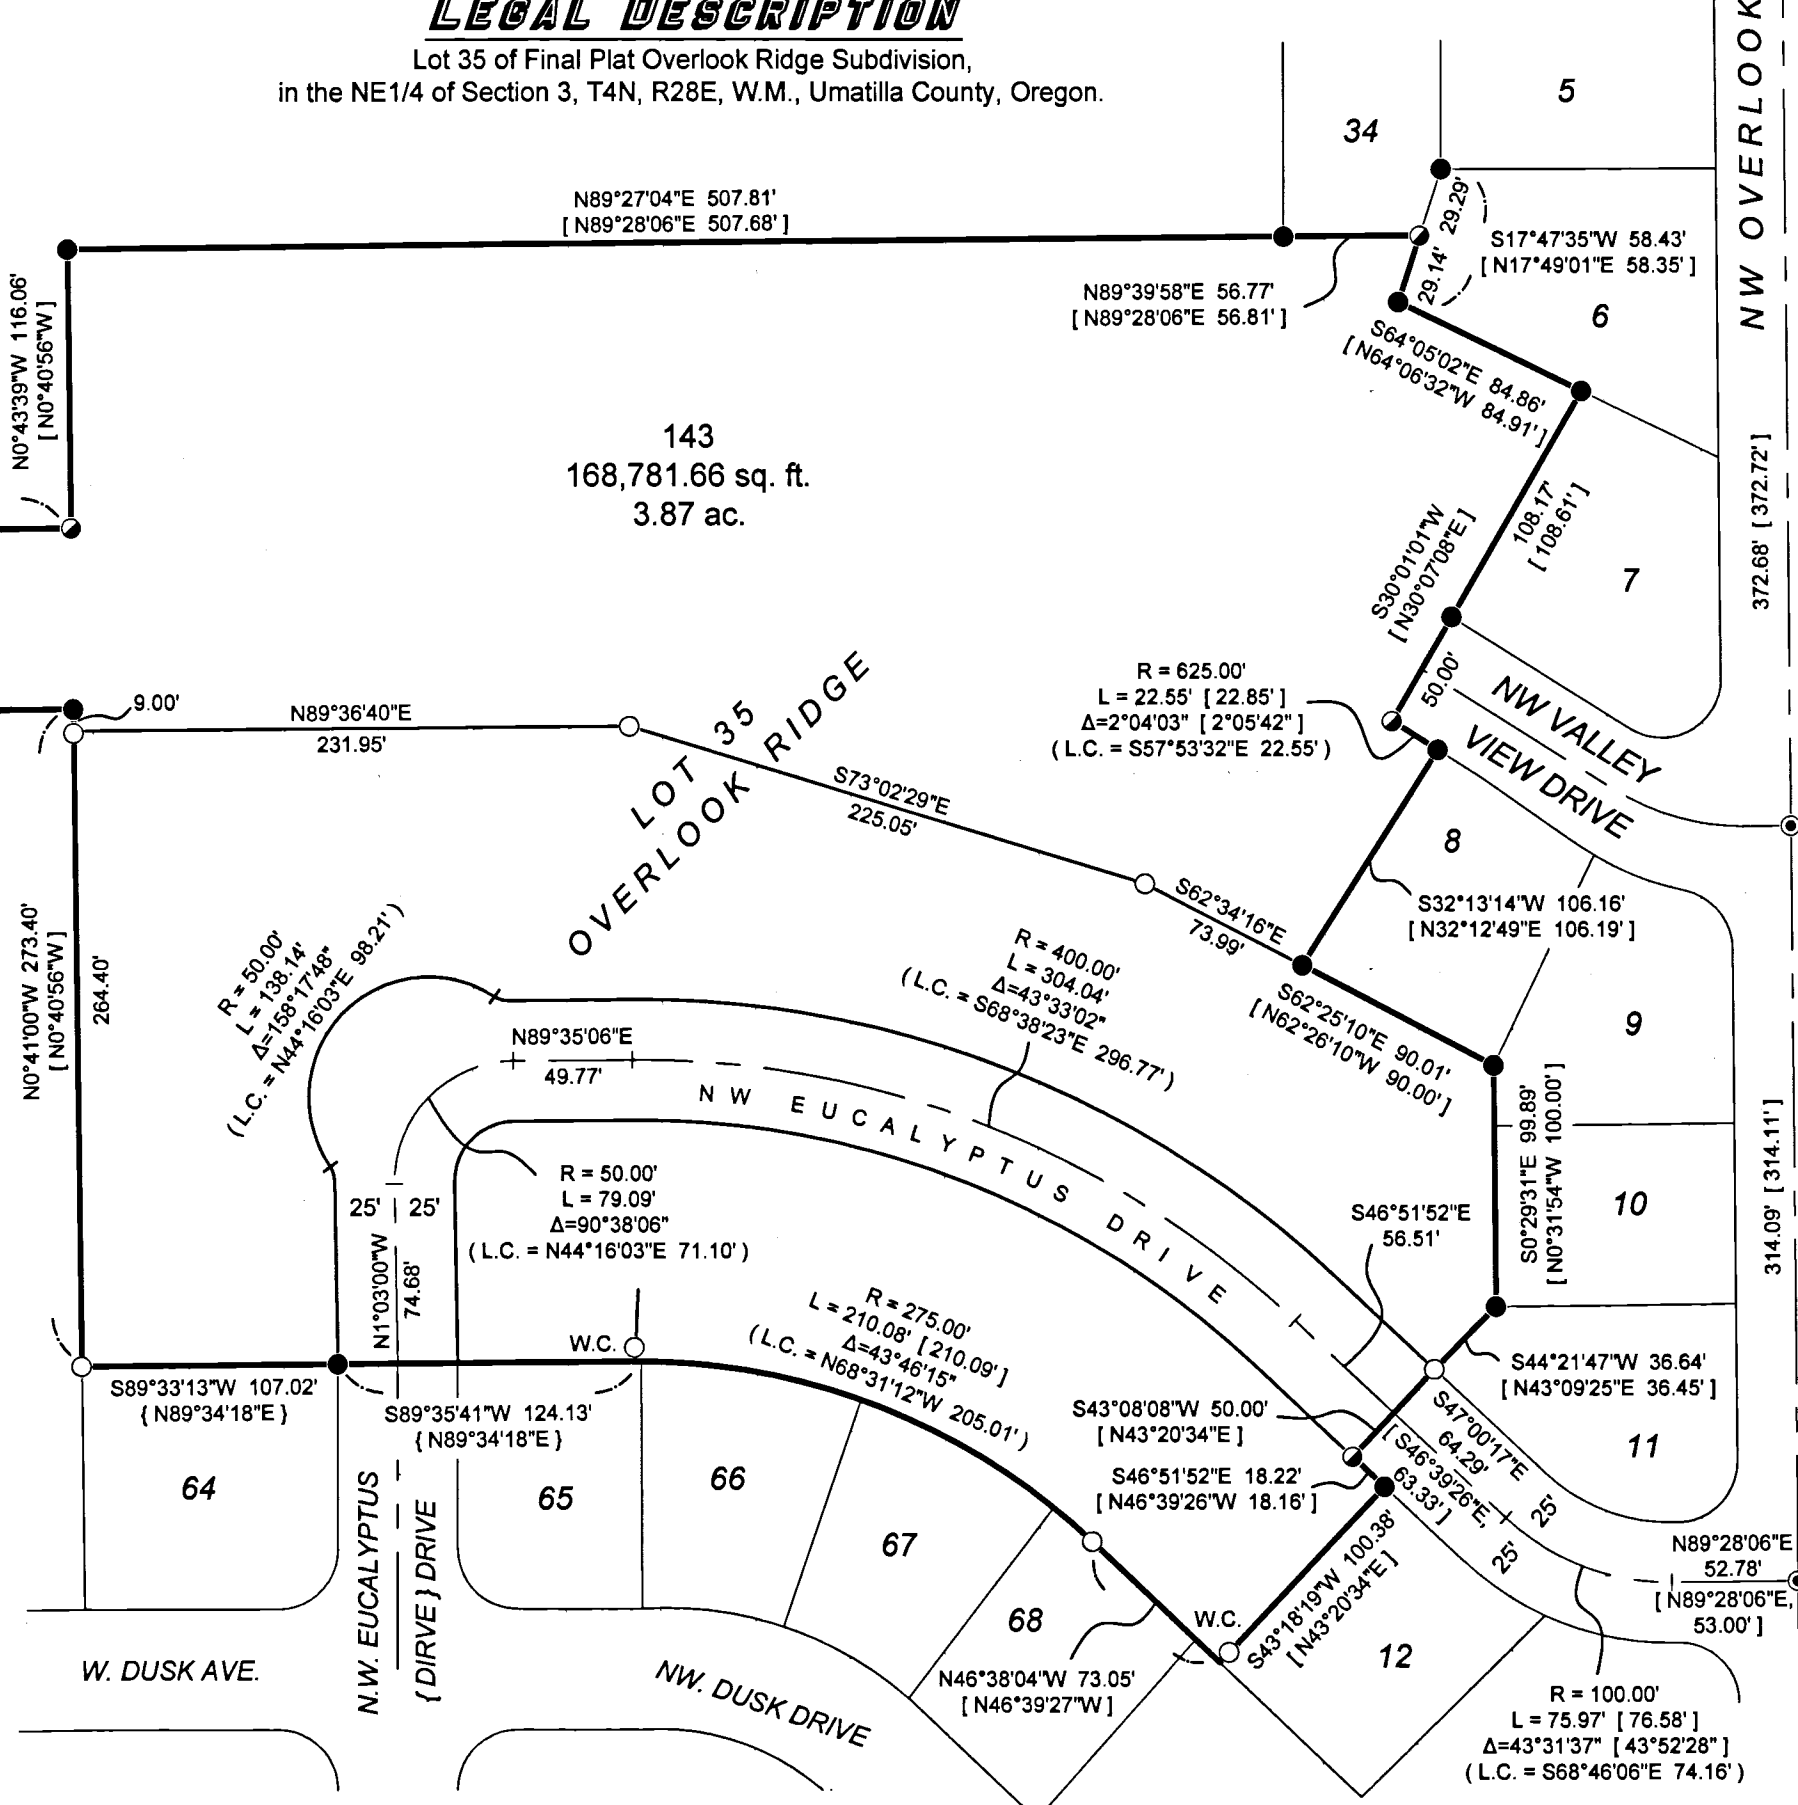 LEGAL DESCRIPTION
Lot 35 of Final Plat Overlook Ridge Subdivision,
in the NE1/4 of Section 3, T4N, R28E, W.M., Umatilla County, Oregon.
5
34
NW OVERLOOK
N89°27'04"E 507.81'
[ N89°28'06"E 507.68' ]
29.29'
29.14'
S17°47'35"W 58.43'
[ N17°49'01"E 58.35' ]
N89°39'58"E 56.77'
[ N89°28'06"E 56.81' ]
6
N0°43'39"W 116.06'
[ N0°40'56"W ]
S64°05'02"E 84.86'
[ N64°06'32"W 84.91' ]
143
168,781.66 sq. ft.
3.87 ac.
372.68' [ 372.72' ]
108.17'
[ 108.61' ]
S30°01'01"W
[ N30°07'08"E ]
7
50.00'
R = 625.00'
L = 22.55' [ 22.85' ]
Δ=2°04'03" [ 2°05'42" ]
( L.C. = S57°53'32"E 22.55' )
NW VALLEY
VIEW DRIVE
9.00'
N89°36'40"E
231.95'
LOT 35
OVERLOOK RIDGE
S73°02'29"E
225.05'
8
S62°34'16"E
73.99'
S32°13'14"W 106.16'
[ N32°12'49"E 106.19' ]
N0°41'00"W 273.40'
[ N0°40'56"W ]
264.40'
R = 50.00'
L = 138.14'
Δ=158°17'48"
( L.C. = N44°16'03"E 98.21' )
R = 400.00'
L = 304.04'
Δ=43°33'02"
( L.C. = S68°38'23"E 296.77' )
S62°25'10"E 90.01'
[ N62°26'10"W 90.00' ]
9
N89°35'06"E
49.77'
NW EUCALYPTUS DRIVE
S0°29'31"E 99.89'
[ N0°31'54"W 100.00' ]
314.09' [ 314.11' ]
10
R = 50.00'
L = 79.09'
Δ=90°38'06"
( L.C. = N44°16'03"E 71.10' )
25'
25'
N1°03'00"W
74.68'
S46°51'52"E
56.51'
R = 275.00'
L = 210.08' [ 210.09' ]
Δ=43°46'15"
( L.C. = N68°31'12"W 205.01' )
W.C.
S89°33'13"W 107.02'
{ N89°34'18"E }
S89°35'41"W 124.13'
{ N89°34'18"E }
S44°21'47"W 36.64'
[ N43°09'25"E 36.45' ]
S43°08'08"W 50.00'
[ N43°20'34"E ]
S47°00'17"E
64.29'
[ S46°39'26"E,
63.33' ]
11
S46°51'52"E 18.22'
[ N46°39'26"W 18.16' ]
25'
25'
64
65
66
67
68
N.W. EUCALYPTUS
{ DIRVE } DRIVE
S43°18'19"W 100.38'
[ N43°20'34"E ]
N89°28'06"E
52.78'
[ N89°28'06"E,
53.00' ]
W.C.
12
W. DUSK AVE.
NW. DUSK DRIVE
N46°38'04"W 73.05'
[ N46°39'27"W ]
R = 100.00'
L = 75.97' [ 76.58' ]
Δ=43°31'37" [ 43°52'28" ]
( L.C. = S68°46'06"E 74.16' )